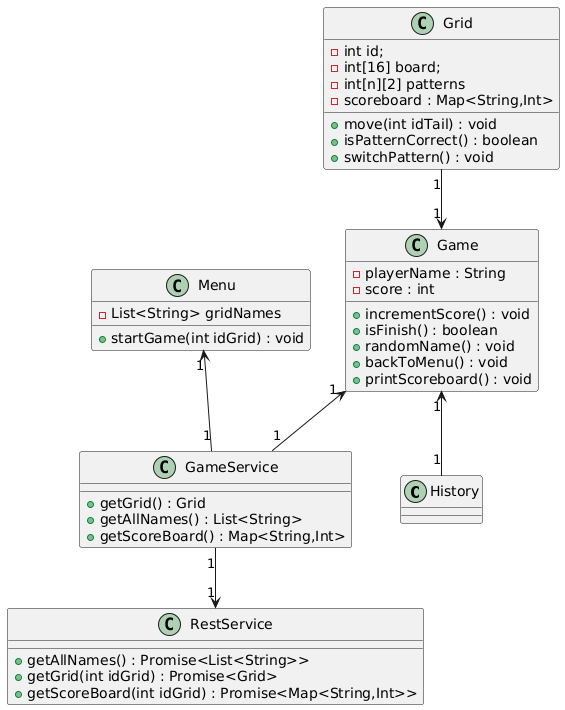 C Grid
int id;
int[16] board;
int[n][2] patterns
scoreboard : Map<String,Int>
move(int idTail) : void
isPatternCorrect() : boolean
switchPattern() : void
1
1
C Game
playerName : String
score : int
incrementScore() : void
isFinish() : boolean
randomName() : void
backToMenu() : void
printScoreboard() : void
C Menu
List<String> gridNames
startGame(int idGrid) : void
1
1
1
1
1
1
C GameService
getGrid() : Grid
getAllNames() : List<String>
getScoreBoard() : Map<String,Int>
C History
1
1
C RestService
getAllNames() : Promise<List<String>>
getGrid(int idGrid) : Promise<Grid>
getScoreBoard(int idGrid) : Promise<Map<String,Int>>